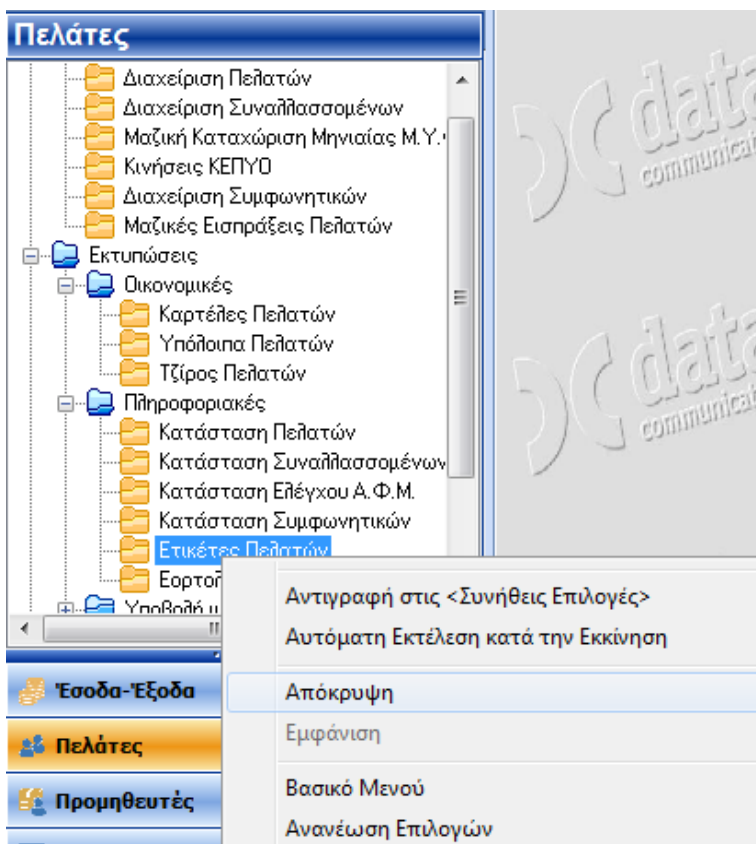 Πελάτες
Διαχείριση Πελατών
Διαχείριση Συναλλασσομένων
Μαζική Καταχώριση Μηνιαίας Μ.Υ.
Κινήσεις ΚΕΠΥΟ
Διαχείριση Συμφωνητικών
Μαζικές Εισπράξεις Πελατών
Εκτυπώσεις
Οικονομικές
Καρτέλες Πελατών
Υπόλοιπα Πελατών
Τζίρος Πελατών
Πληροφοριακές
Κατάσταση Πελατών
Κατάσταση Συναλλασσομένων
Κατάσταση Ελέγχου Α.Φ.Μ.
Κατάσταση Συμφωνητικών
Ετικέτες Πελατών
Αντιγραφή στις <Συνήθεις Επιλογές>
Αυτόματη Εκτέλεση κατά την Εκκίνηση
Απόκρυψη
Εμφάνιση
Βασικό Μενού
Ανανέωση Επιλογών
Έσοδα-Έξοδα
Πελάτες
Προμηθευτές
data
data